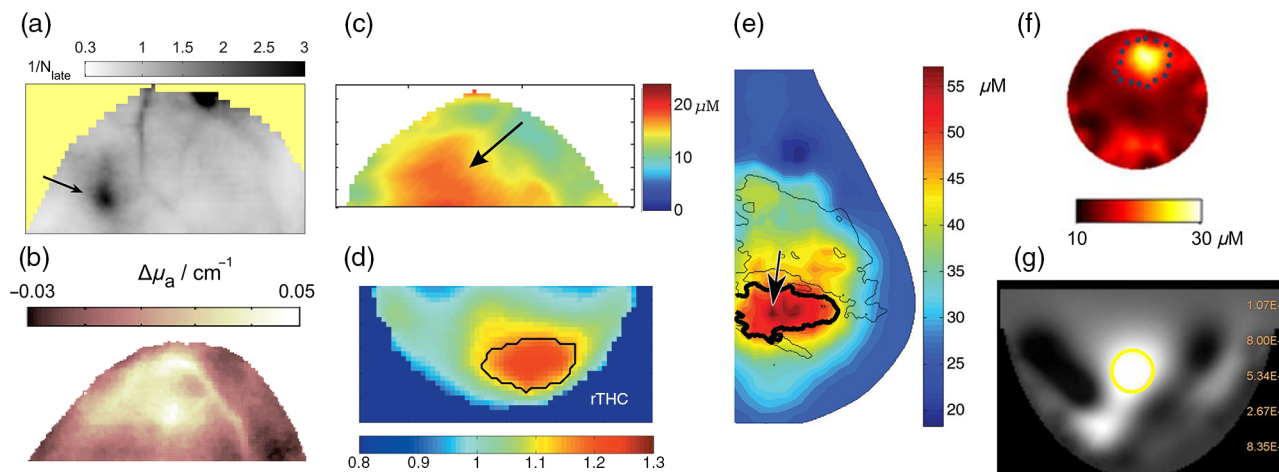 (a)
0.3 1 1.5 2 2.5 3
1/N_late
(b)
Δμ_a / cm⁻¹
−0.03 0.05
(c)
20 μM
10
0
(d)
rTHC
0.8 0.9 1 1.1 1.2 1.3
(e)
55 μM
50
45
40
35
30
25
20
(f)
10 30 μM
(g)
1.07E-
8.00E-
5.34E-
2.67E-
8.35E-